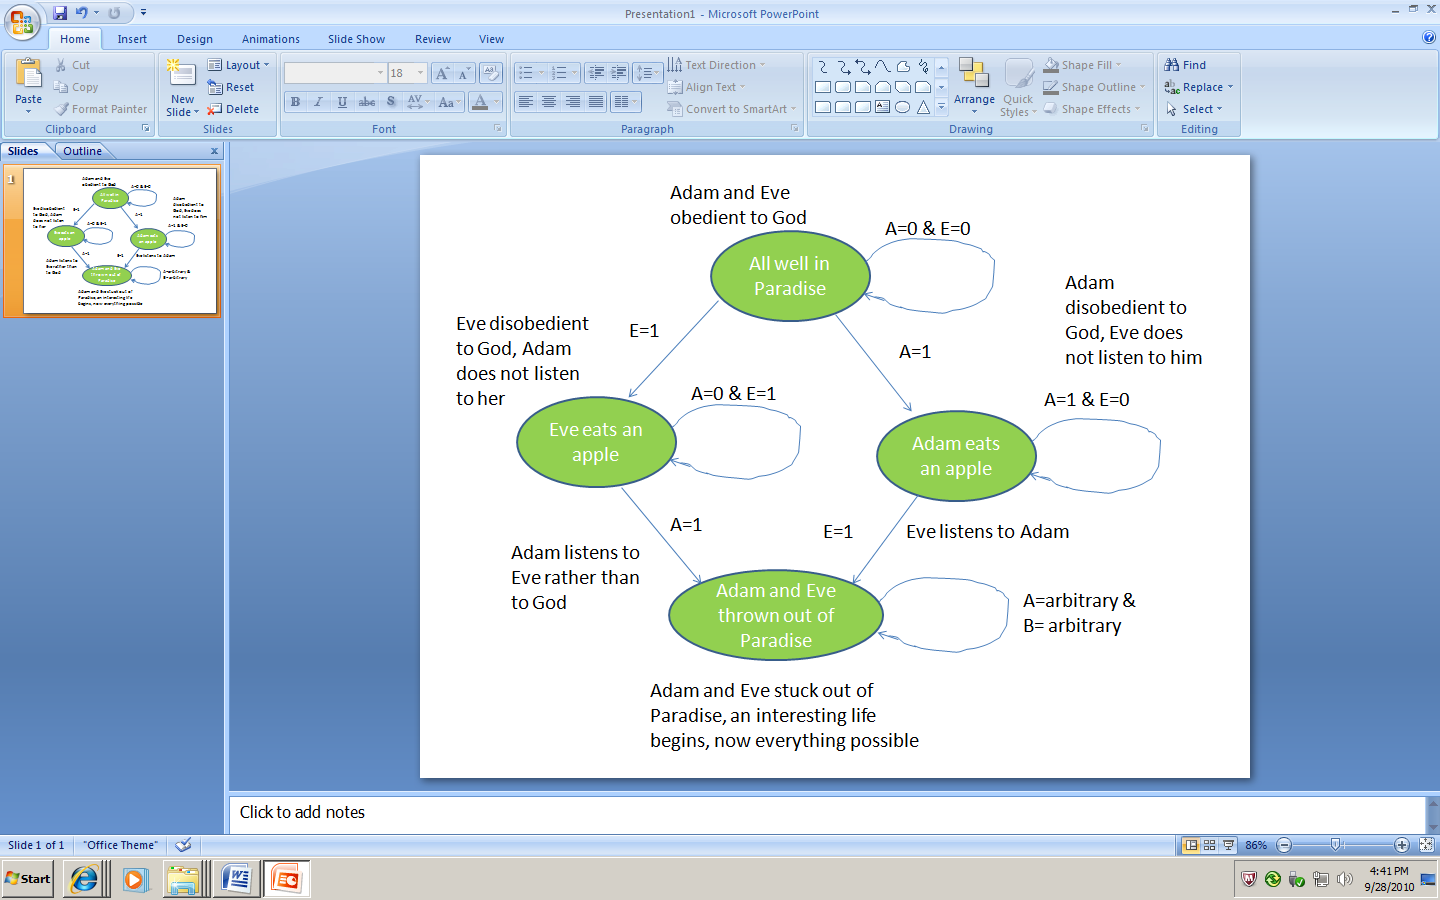 Presentation1 - Microsoft PowerPoint
Home Insert Design Animations Slide Show Review View
Paste
Cut
Copy
Format Painter
Clipboard
New
Slide
Layout
Reset
Delete
Slides
18
B I U abc S AV Aa A
Font
Text Direction
Align Text
Convert to SmartArt
Paragraph
Arrange
Quick
Styles
Shape Fill
Shape Outline
Shape Effects
Drawing
Find
Replace
Select
Editing
Slides Outline x
1
Adam and Eve
obedient to God
A=0 & E=0
All well in
Paradise
Adam
disobedient to
God, Eve does
not listen to him
Eve disobedient
to God, Adam
does not listen
to her
E=1
A=1
A=0 & E=1
A=1 & E=0
Eve eats an
apple
Adam eats
an apple
A=1
E=1
Eve listens to Adam
Adam listens to
Eve rather than
to God
Adam and Eve
thrown out of
Paradise
A=arbitrary &
B= arbitrary
Adam and Eve stuck out of
Paradise, an interesting life
begins, now everything possible
Click to add notes
Slide 1 of 1 "Office Theme" 86%
Start
4:41 PM
9/28/2010